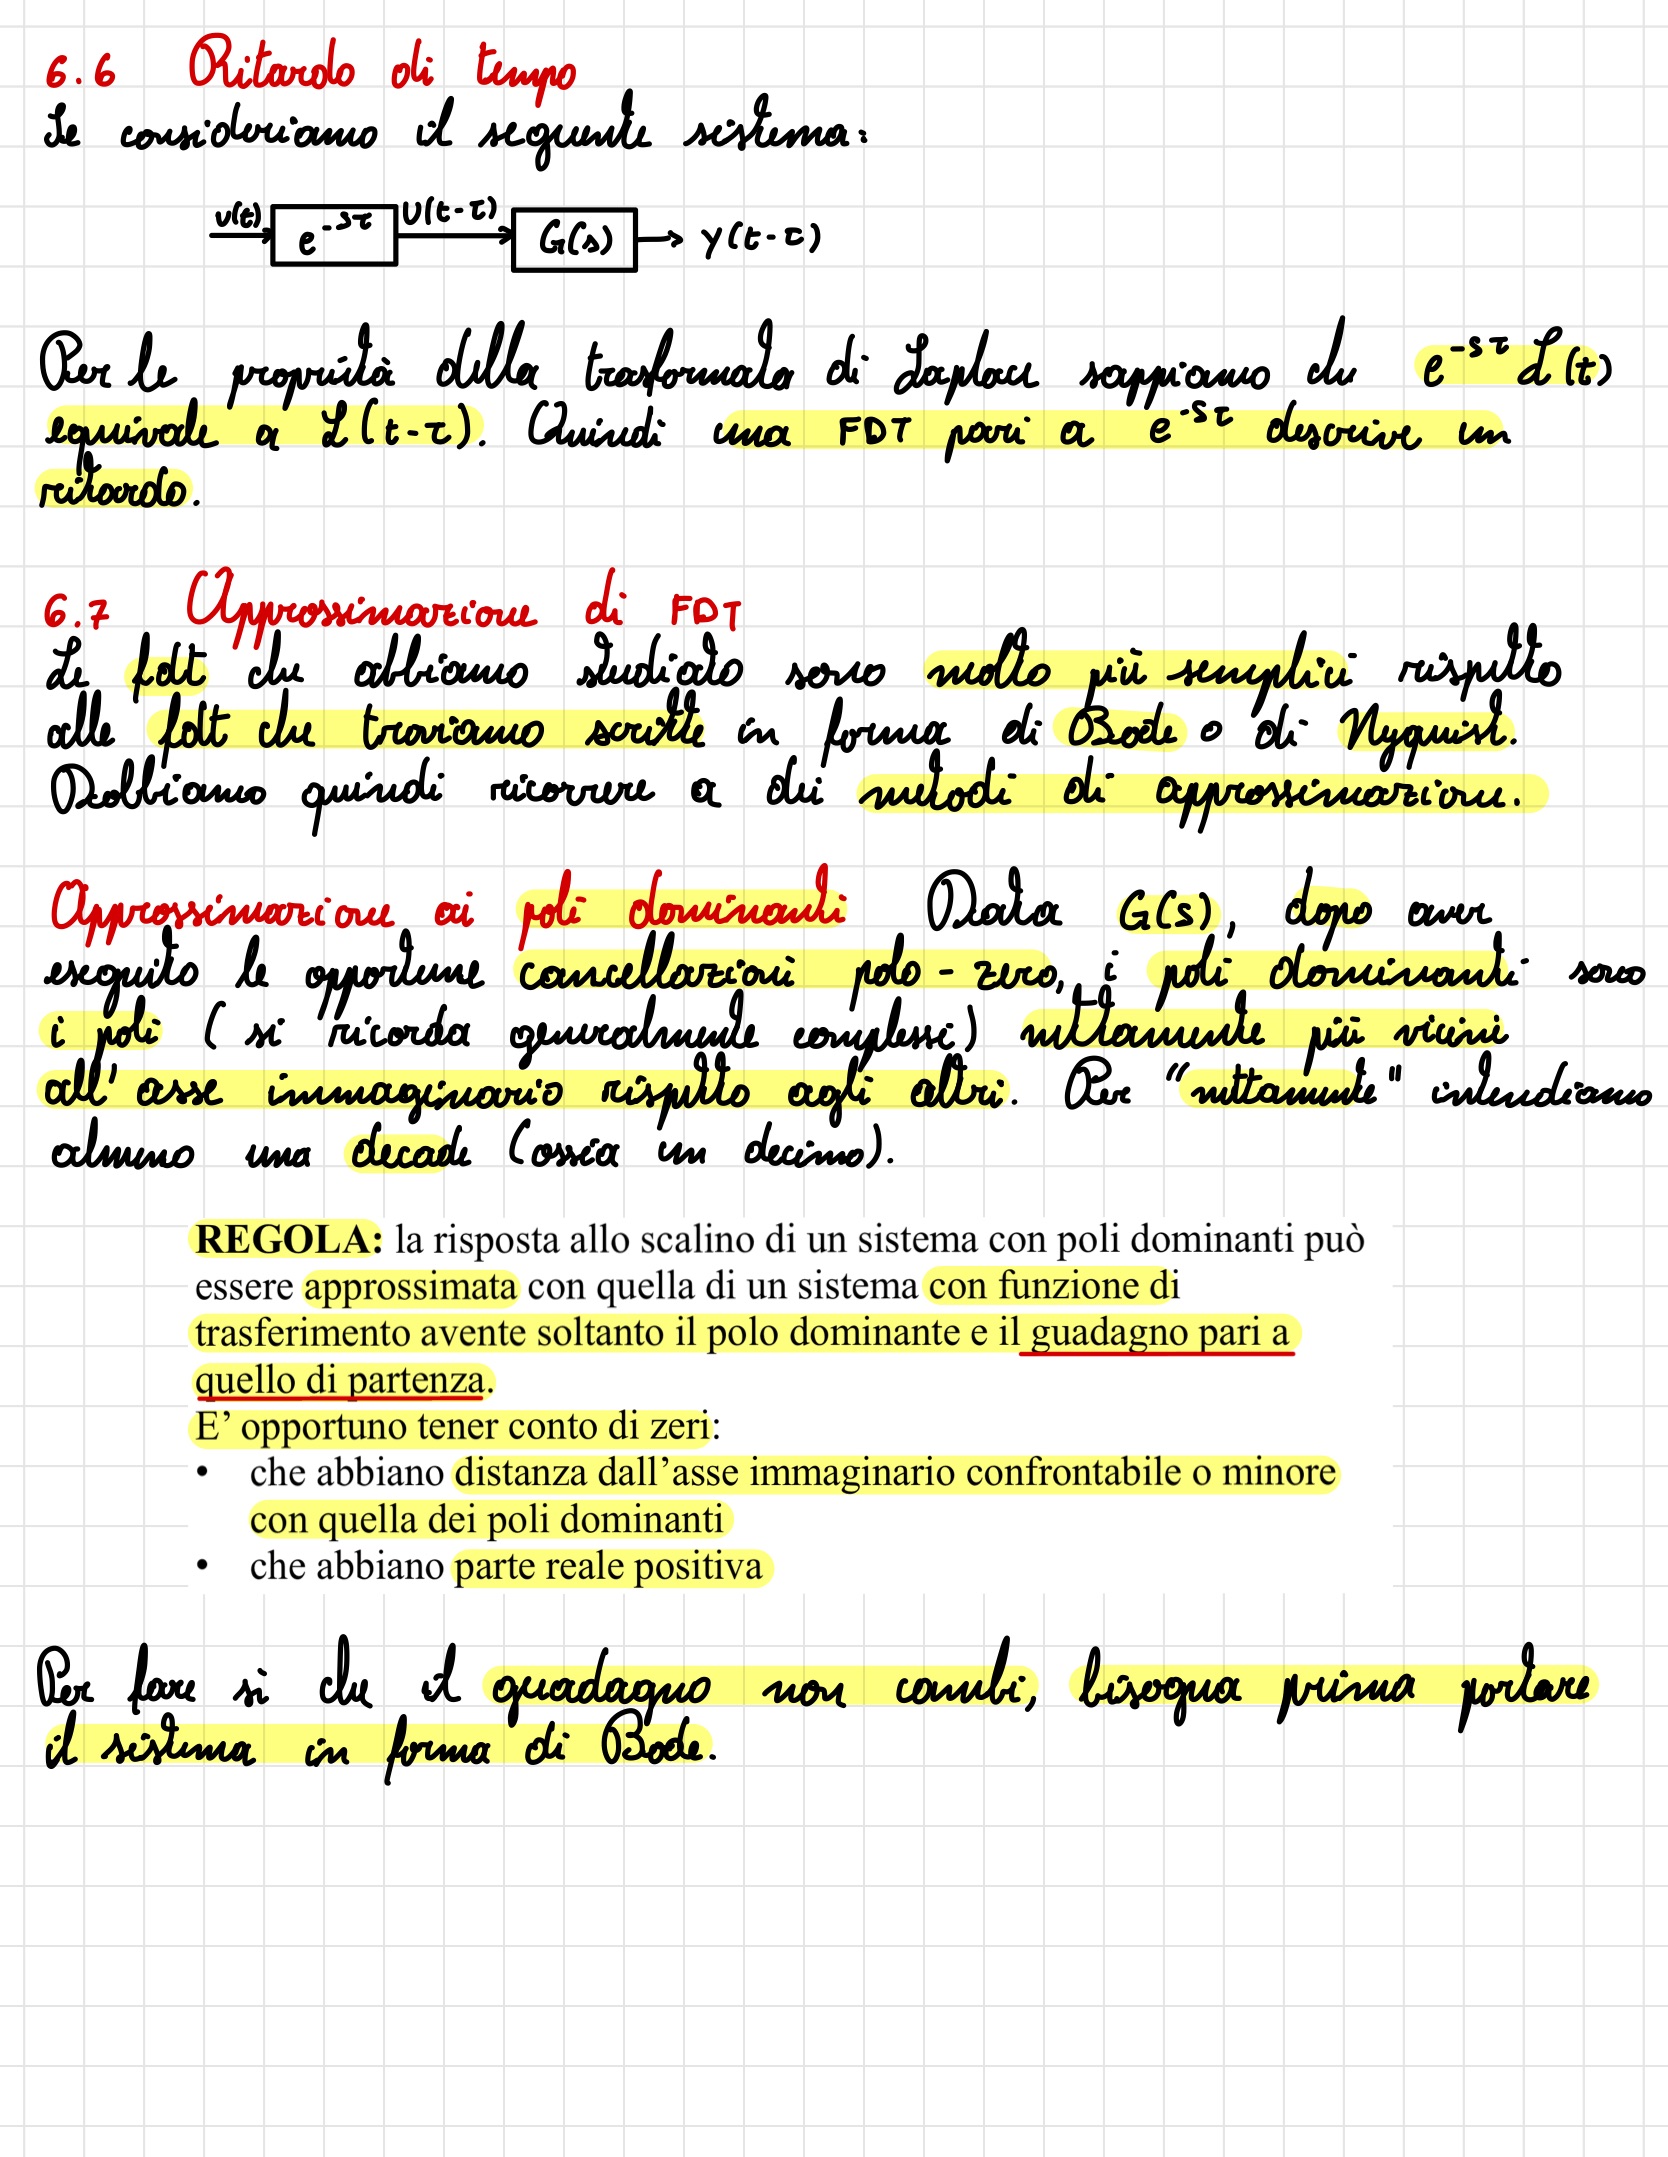 6.6 Ritardo di tempo
Se consideriamo il seguente sistema:
u(t) e^{-sτ} U(t-τ) G(s) y(t-τ)
Per le proprietà della trasformata di Laplace sappiamo che e^{-sτ} ℒ(t)
equivale a ℒ(t-τ). Quindi una FDT pari a e^{-sτ} descrive un
ritardo.
6.7 Approssimazione di FDT
Le fdt che abbiamo studiato sono molto più semplici rispetto
alle fdt che troviamo scritte in forma di Bode o di Nyquist.
Dobbiamo quindi ricorrere a dei metodi di approssimazione.
Approssimazione ai poli dominanti Data G(s), dopo aver
eseguito le opportune cancellazioni polo-zero, i poli dominanti sono
i poli (si ricorda generalmente complessi) nettamente più vicini
all'asse immaginario rispetto agli altri. Per "nettamente" intendiamo
almeno una decade (ossia un decimo).
REGOLA: la risposta allo scalino di un sistema con poli dominanti può
essere approssimata con quella di un sistema con funzione di
trasferimento avente soltanto il polo dominante e il guadagno pari a
quello di partenza.
E' opportuno tener conto di zeri:
• che abbiano distanza dall'asse immaginario confrontabile o minore
con quella dei poli dominanti
• che abbiano parte reale positiva
Per fare si che il guadagno non cambi, bisogna prima portare
il sistema in forma di Bode.